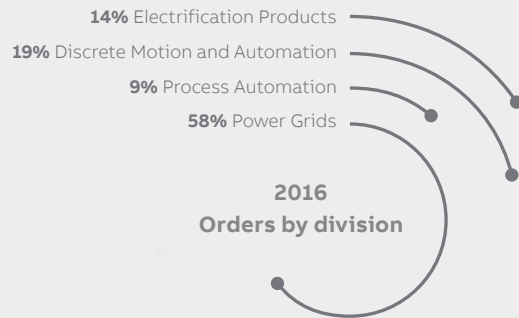 14% Electrification Products
19% Discrete Motion and Automation
9% Process Automation
58% Power Grids
2016
Orders by division